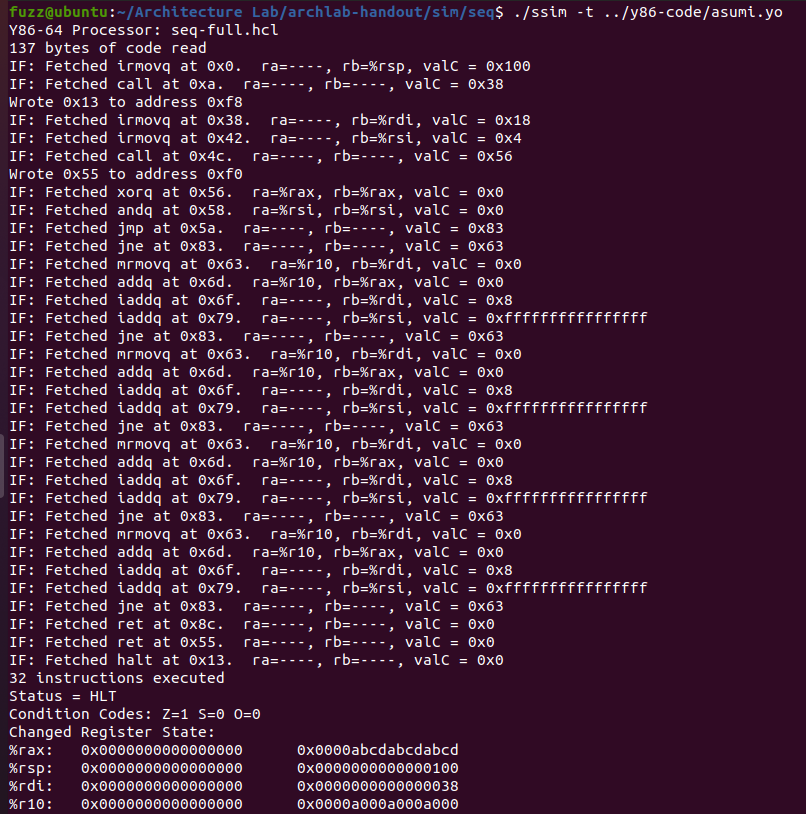 fuzz@ubuntu:~/Architecture Lab/archlab-handout/sim/seq$ ./ssim -t ../y86-code/asumi.yo
Y86-64 Processor: seq-full.hcl
137 bytes of code read
IF: Fetched irmovq at 0x0.  ra=----, rb=%rsp, valC = 0x100
IF: Fetched call at 0xa.  ra=----, rb=----, valC = 0x38
Wrote 0x13 to address 0xf8
IF: Fetched irmovq at 0x38.  ra=----, rb=%rdi, valC = 0x18
IF: Fetched irmovq at 0x42.  ra=----, rb=%rsi, valC = 0x4
IF: Fetched call at 0x4c.  ra=----, rb=----, valC = 0x56
Wrote 0x55 to address 0xf0
IF: Fetched xorq at 0x56.  ra=%rax, rb=%rax, valC = 0x0
IF: Fetched andq at 0x58.  ra=%rsi, rb=%rsi, valC = 0x0
IF: Fetched jmp at 0x5a.  ra=----, rb=----, valC = 0x83
IF: Fetched jne at 0x83.  ra=----, rb=----, valC = 0x63
IF: Fetched mrmovq at 0x63.  ra=%r10, rb=%rdi, valC = 0x0
IF: Fetched addq at 0x6d.  ra=%r10, rb=%rax, valC = 0x0
IF: Fetched iaddq at 0x6f.  ra=----, rb=%rdi, valC = 0x8
IF: Fetched iaddq at 0x79.  ra=----, rb=%rsi, valC = 0xffffffffffffffff
IF: Fetched jne at 0x83.  ra=----, rb=----, valC = 0x63
IF: Fetched mrmovq at 0x63.  ra=%r10, rb=%rdi, valC = 0x0
IF: Fetched addq at 0x6d.  ra=%r10, rb=%rax, valC = 0x0
IF: Fetched iaddq at 0x6f.  ra=----, rb=%rdi, valC = 0x8
IF: Fetched iaddq at 0x79.  ra=----, rb=%rsi, valC = 0xffffffffffffffff
IF: Fetched jne at 0x83.  ra=----, rb=----, valC = 0x63
IF: Fetched mrmovq at 0x63.  ra=%r10, rb=%rdi, valC = 0x0
IF: Fetched addq at 0x6d.  ra=%r10, rb=%rax, valC = 0x0
IF: Fetched iaddq at 0x6f.  ra=----, rb=%rdi, valC = 0x8
IF: Fetched iaddq at 0x79.  ra=----, rb=%rsi, valC = 0xffffffffffffffff
IF: Fetched jne at 0x83.  ra=----, rb=----, valC = 0x63
IF: Fetched mrmovq at 0x63.  ra=%r10, rb=%rdi, valC = 0x0
IF: Fetched addq at 0x6d.  ra=%r10, rb=%rax, valC = 0x0
IF: Fetched iaddq at 0x6f.  ra=----, rb=%rdi, valC = 0x8
IF: Fetched iaddq at 0x79.  ra=----, rb=%rsi, valC = 0xffffffffffffffff
IF: Fetched jne at 0x83.  ra=----, rb=----, valC = 0x63
IF: Fetched ret at 0x8c.  ra=----, rb=----, valC = 0x0
IF: Fetched ret at 0x55.  ra=----, rb=----, valC = 0x0
IF: Fetched halt at 0x13.  ra=----, rb=----, valC = 0x0
32 instructions executed
Status = HLT
Condition Codes: Z=1 S=0 O=0
Changed Register State:
%rax:   0x0000000000000000      0x0000abcdabcdabcd
%rsp:   0x0000000000000000      0x0000000000000100
%rdi:   0x0000000000000000      0x0000000000000038
%r10:   0x0000000000000000      0x0000a000a000a000